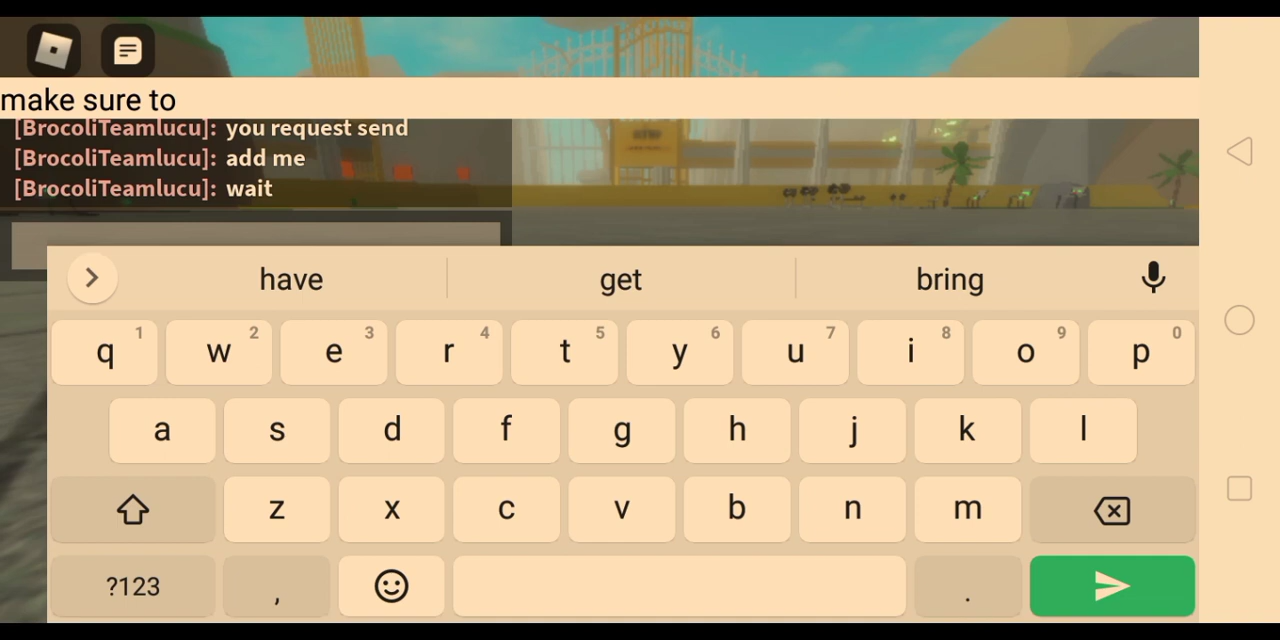 make sure to
[BrocoliTeamlucu]: you request send
[BrocoliTeamlucu]: add me
[BrocoliTeamlucu]: wait
have get bring
q 1 w 2 e 3 r 4 t 5 y 6 u 7 i 8 o 9 p 0
a s d f g h j k l
z x c v b n m
?123 , .